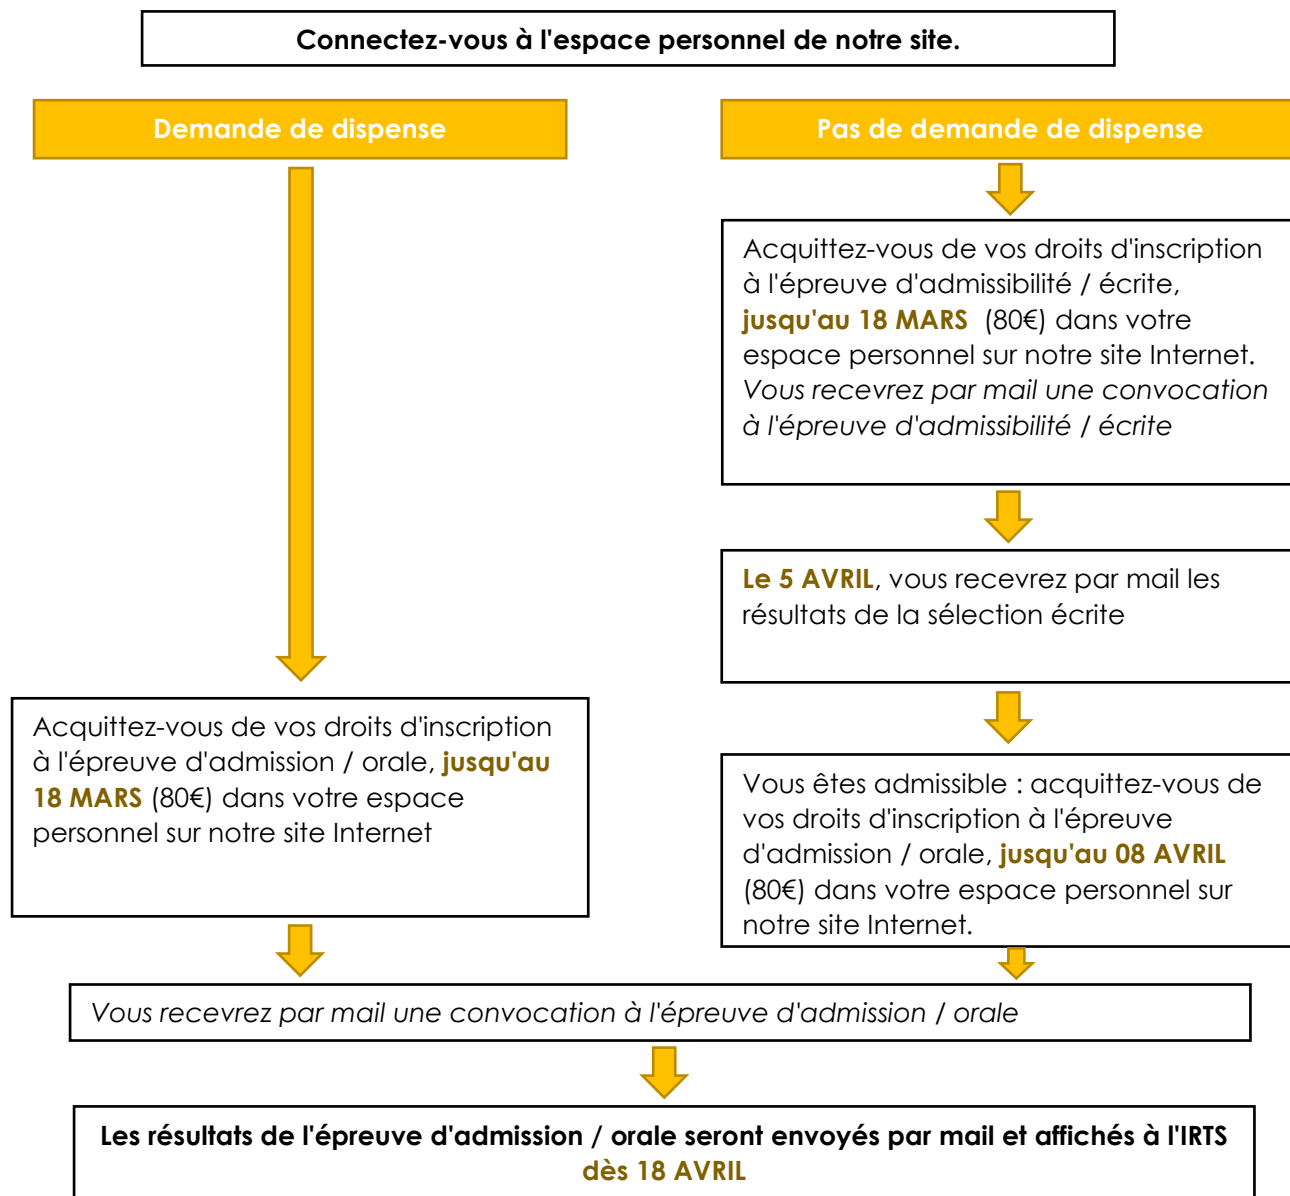 Connectez-vous à l'espace personnel de notre site.
Demande de dispense
Pas de demande de dispense
Acquittez-vous de vos droits d'inscription
à l'épreuve d'admissibilité / écrite,
jusqu'au 18 MARS (80€) dans votre
espace personnel sur notre site Internet.
Vous recevrez par mail une convocation
à l'épreuve d'admissibilité / écrite
Le 5 AVRIL, vous recevrez par mail les
résultats de la sélection écrite
Acquittez-vous de vos droits d'inscription
à l'épreuve d'admission / orale, jusqu'au
18 MARS (80€) dans votre espace
personnel sur notre site Internet
Vous êtes admissible : acquittez-vous de
vos droits d'inscription à l'épreuve
d'admission / orale, jusqu'au 08 AVRIL
(80€) dans votre espace personnel sur
notre site Internet.
Vous recevrez par mail une convocation à l'épreuve d'admission / orale
Les résultats de l'épreuve d'admission / orale seront envoyés par mail et affichés à l'IRTS
dès 18 AVRIL